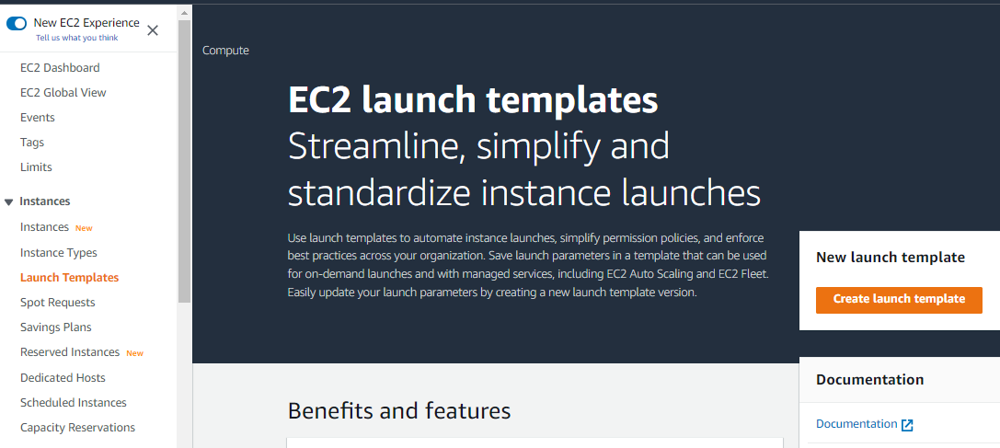 New EC2 Experience
Tell us what you think
EC2 Dashboard
EC2 Global View
Events
Tags
Limits
Instances
Instances New
Instance Types
Launch Templates
Spot Requests
Savings Plans
Reserved Instances New
Dedicated Hosts
Scheduled Instances
Capacity Reservations
Compute
EC2 launch templates
Streamline, simplify and
standardize instance launches
Use launch templates to automate instance launches, simplify permission policies, and enforce
best practices across your organization. Save launch parameters in a template that can be used
for on-demand launches and with managed services, including EC2 Auto Scaling and EC2 Fleet.
Easily update your launch parameters by creating a new launch template version.
New launch template
Create launch template
Benefits and features
Documentation
Documentation